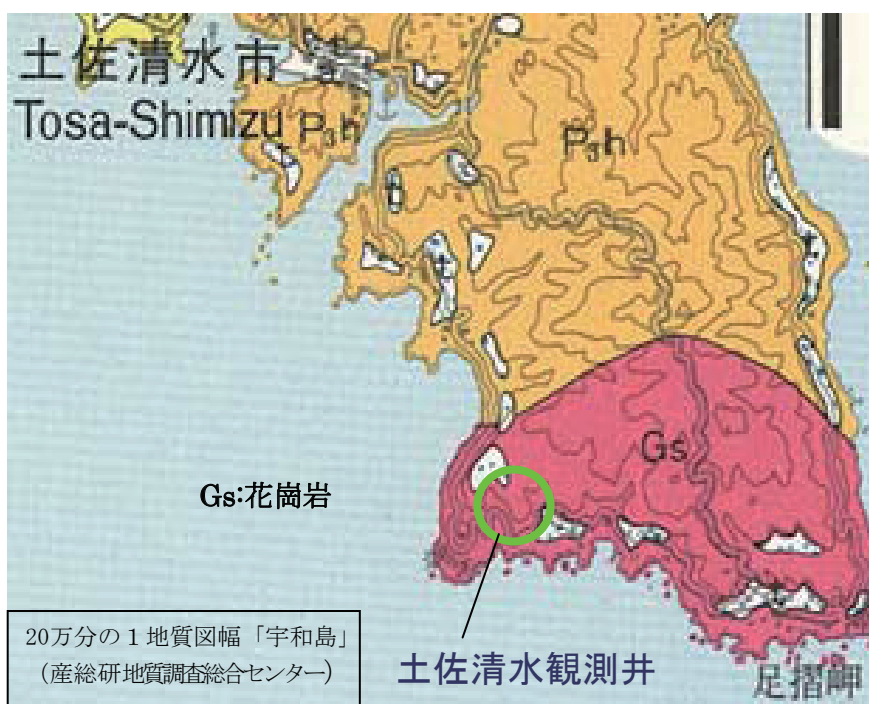 土佐清水市
Tosa-Shimizu
P₃h
P₃h
Gs
Gs:花崗岩
20万分の1地質図幅「宇和島」
(産総研地質調査総合センター)
土佐清水観測井
足摺岬